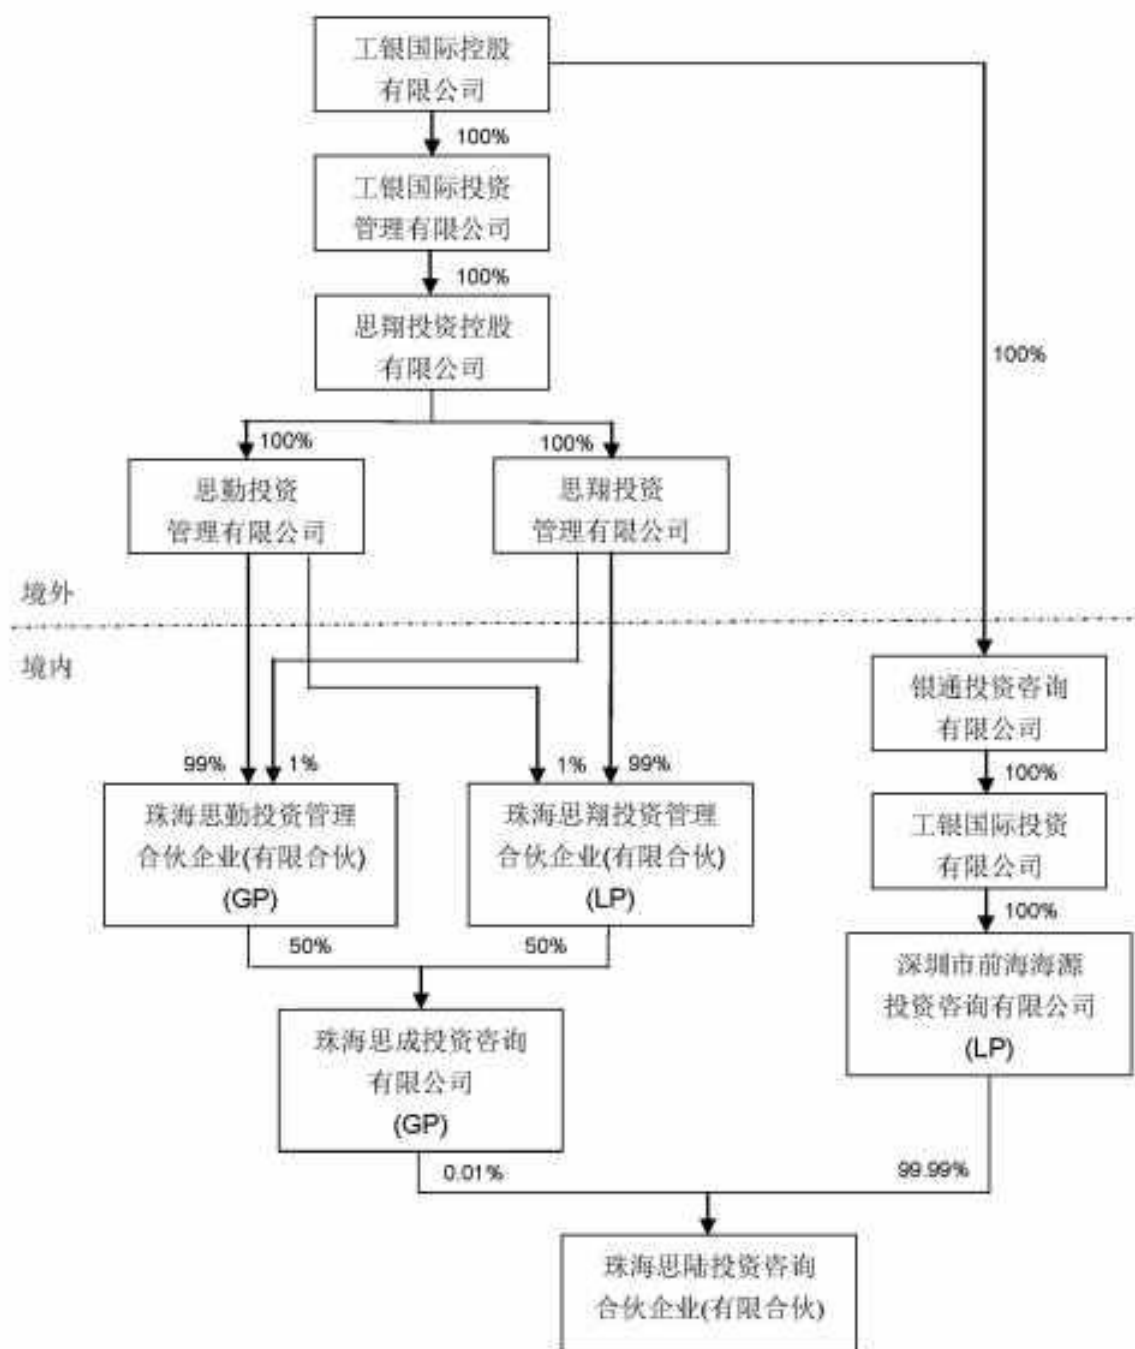 工银国际控股
有限公司
100%
工银国际投资
管理有限公司
100%
思翔投资控股
有限公司
100%
100%
100%
思勤投资
管理有限公司
思翔投资
管理有限公司
境外
境内
银通投资咨询
有限公司
99%
1%
1%
99%
100%
珠海思勤投资管理
合伙企业(有限合伙)
(GP)
珠海思翔投资管理
合伙企业(有限合伙)
(LP)
工银国际投资
有限公司
100%
50%
50%
深圳市前海海源
投资咨询有限公司
(LP)
珠海思成投资咨询
有限公司
(GP)
0.01%
99.99%
珠海思陆投资咨询
合伙企业(有限合伙)